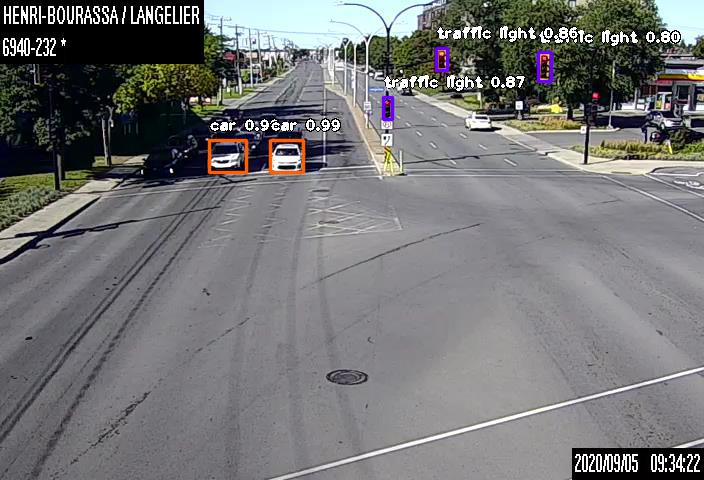 HENRI-BOURASSA / LANGELIER
6940-232 *
traffic light 0.86
traffic light 0.80
traffic light 0.87
car 0.9
car 0.99
2020/09/05 09:34:22